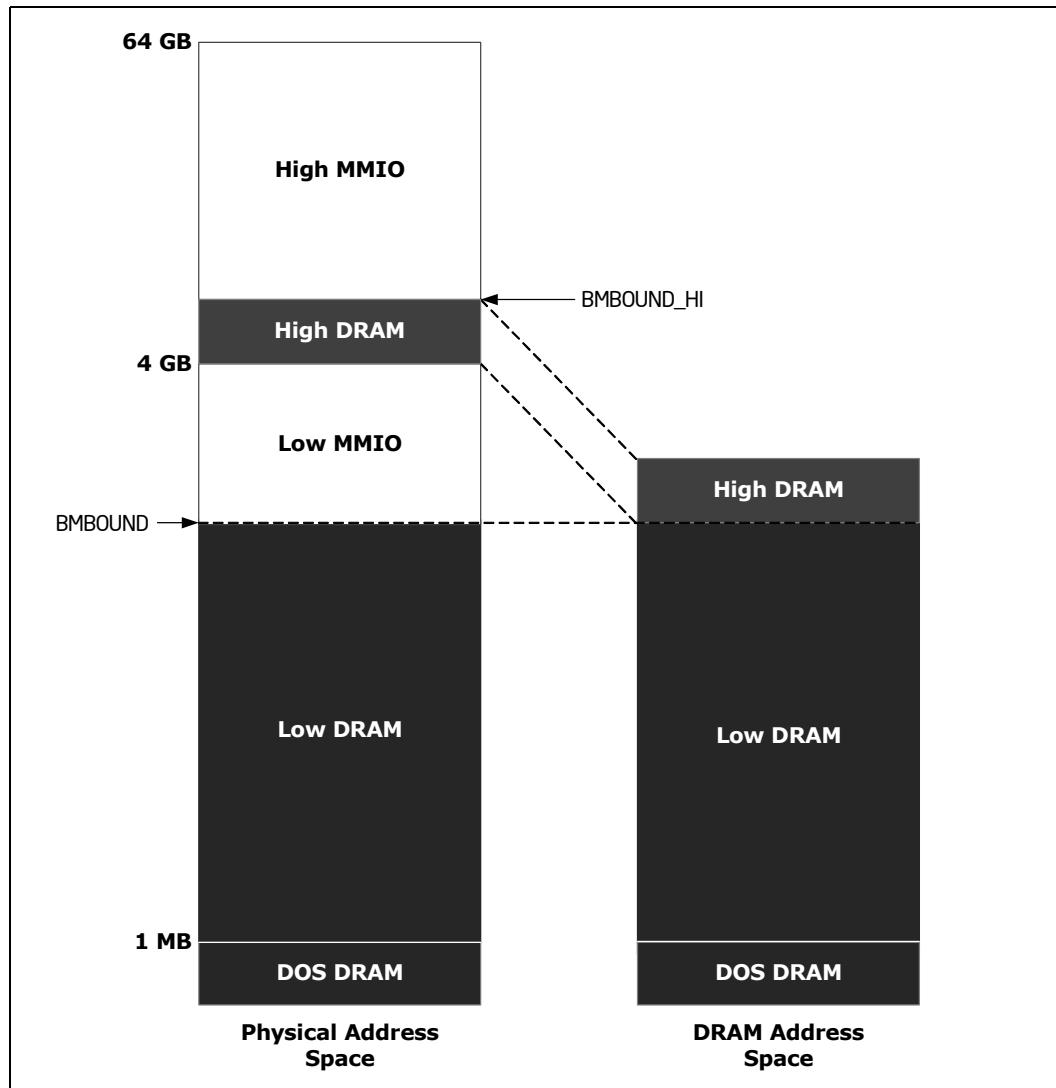 64 GB
High MMIO
BMBOUND_HI
High DRAM
4 GB
Low MMIO
High DRAM
BMBOUND
Low DRAM
Low DRAM
1 MB
DOS DRAM
DOS DRAM
Physical Address
Space
DRAM Address
Space